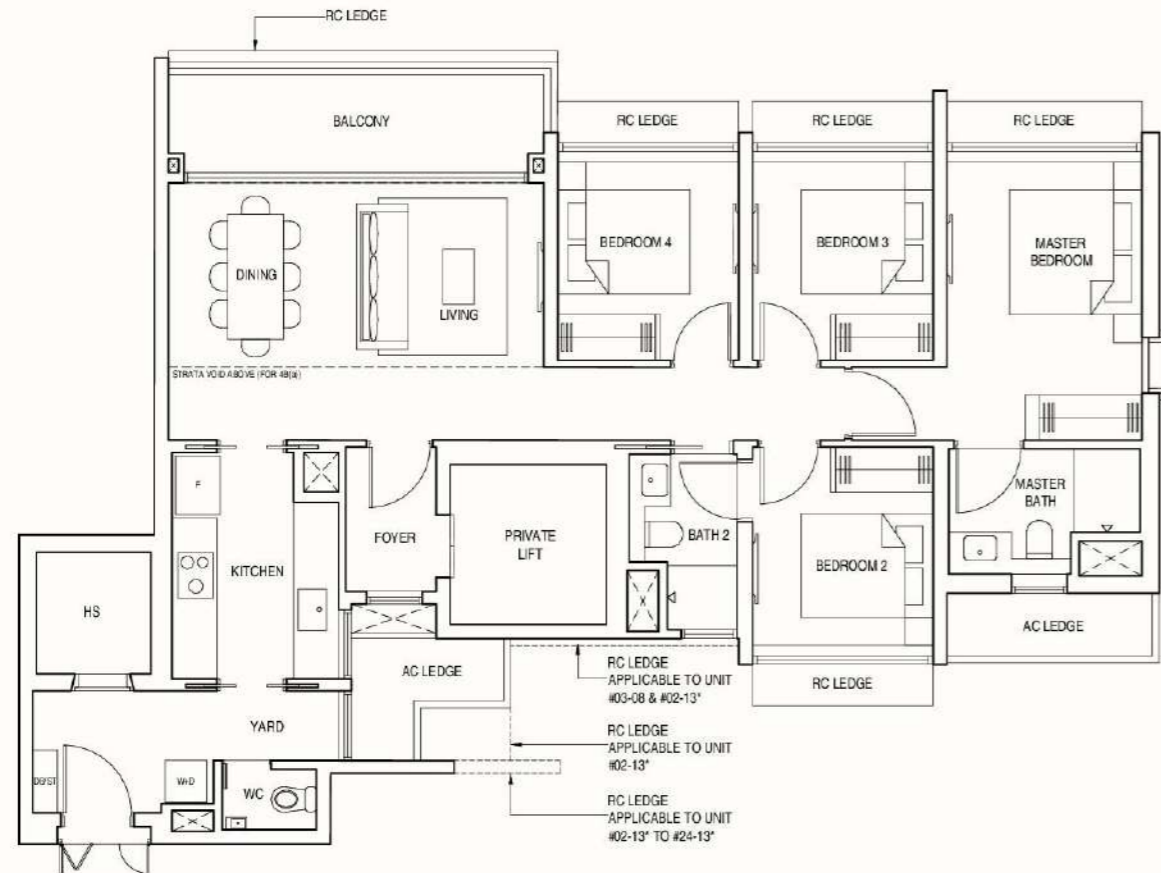 RC LEDGE
BALCONY
RC LEDGE
RC LEDGE
RC LEDGE
BEDROOM 4
BEDROOM 3
MASTER
BEDROOM
DINING
LIVING
STRATA VOID ABOVE (FOR 4B(a))
F
FOYER
PRIVATE
LIFT
BATH 2
MASTER
BATH
KITCHEN
BEDROOM 2
HS
AC LEDGE
AC LEDGE
RC LEDGE
APPLICABLE TO UNIT
#03-08 & #02-13*
RC LEDGE
YARD
RC LEDGE
APPLICABLE TO UNIT
#02-13*
DB/ST
W+D
WC
RC LEDGE
APPLICABLE TO UNIT
#02-13* TO #24-13*